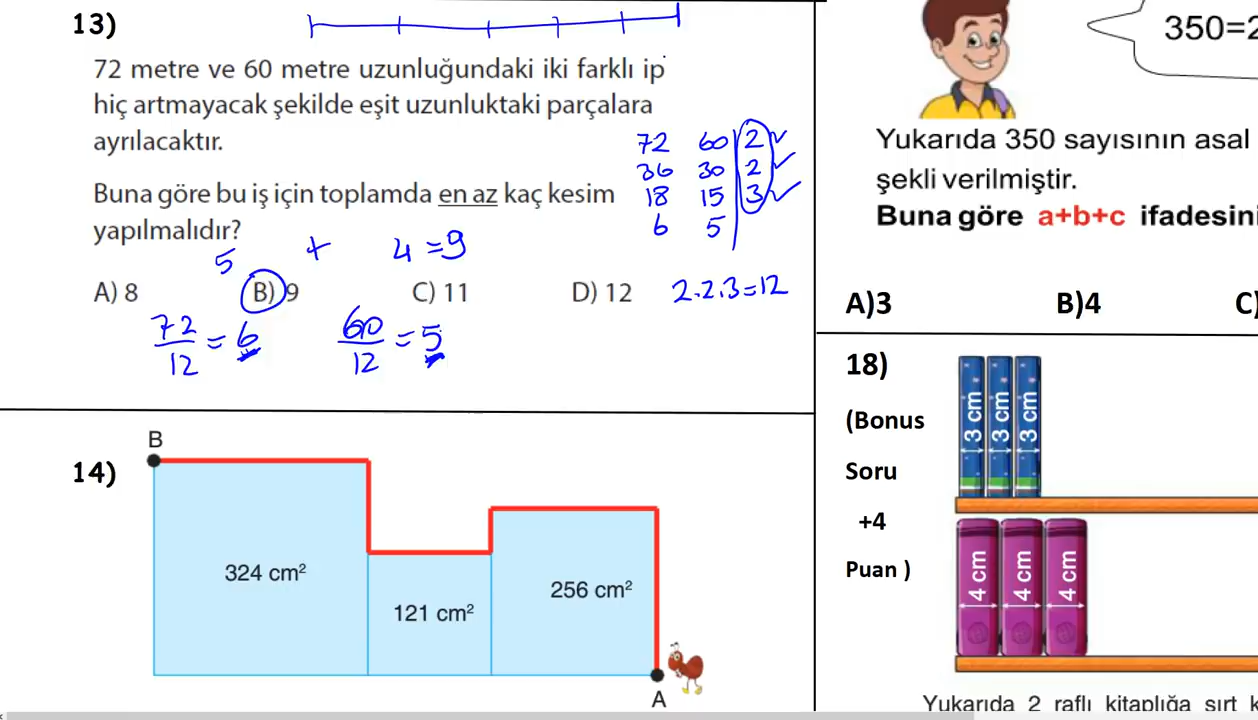 13)
72 metre ve 60 metre uzunluğundaki iki farklı ip
hiç artmayacak şekilde eşit uzunluktaki parçalara
ayrılacaktır.
Buna göre bu iş için toplamda en az kaç kesim
yapılmalıdır?
5 + 4 = 9
A) 8 B) 9 C) 11 D) 12
72/12 = 6 60/12 = 5
72 60 2
36 30 2
18 15 3
6 5
2.2.3=12
14)
B
324 cm²
121 cm²
256 cm²
A
350=2
Yukarıda 350 sayısının asal
şekli verilmiştir.
Buna göre a+b+c ifadesini
A)3 B)4 C)
18)
(Bonus
Soru
+4
Puan )
3 cm 3 cm 3 cm
4 cm 4 cm 4 cm
Yukarıda 2 raflı kitaplığa sırt k